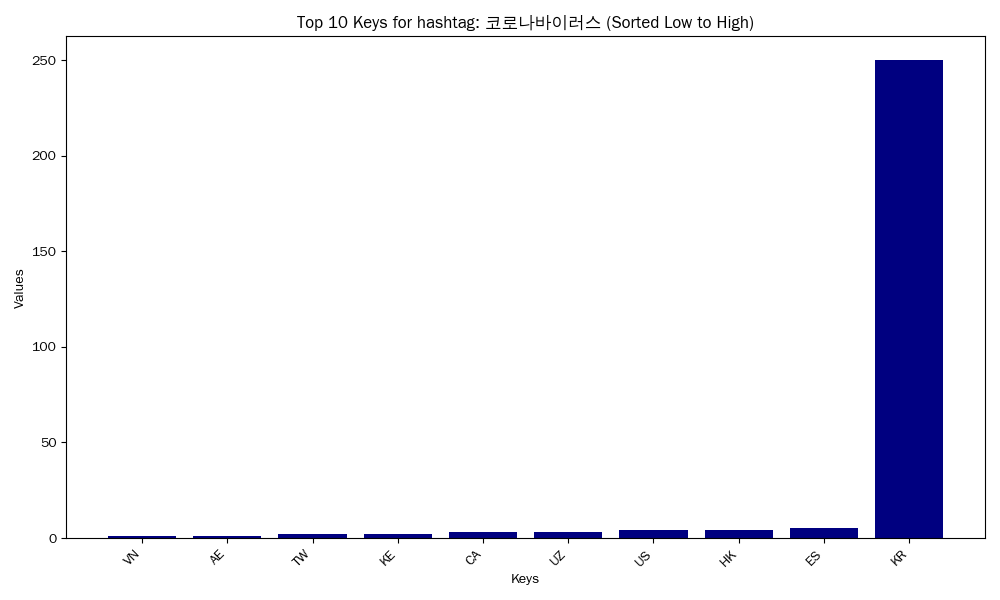 Top 10 Keys for hashtag: 코로나바이러스 (Sorted Low to High)
Values
250
200
150
100
50
0
VN AE TW KE CA UZ US HK ES KR
Keys